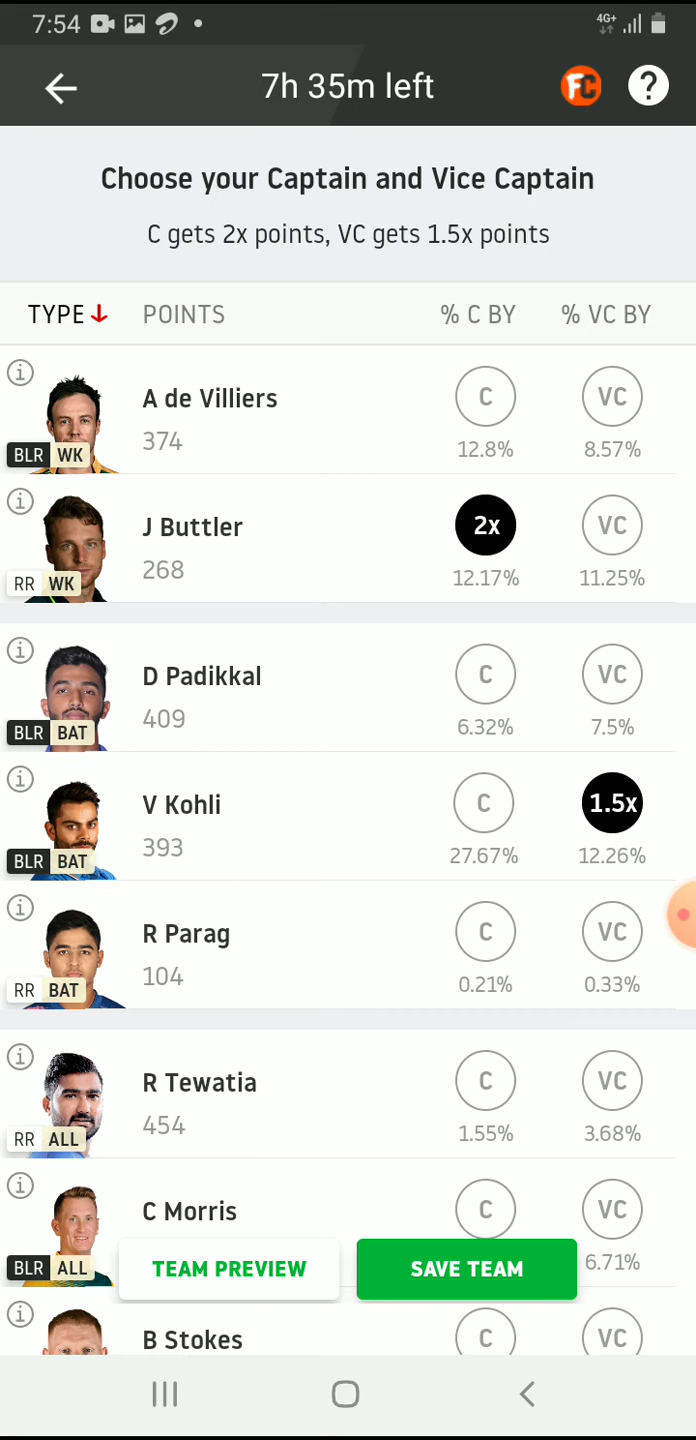 7:54 4G+
7h 35m left FC ?
Choose your Captain and Vice Captain
C gets 2x points, VC gets 1.5x points
TYPE POINTS % C BY % VC BY
A de Villiers C VC
374 12.8% 8.57%
BLR WK
J Buttler 2x VC
268 12.17% 11.25%
RR WK
D Padikkal C VC
409 6.32% 7.5%
BLR BAT
V Kohli C 1.5x
393 27.67% 12.26%
BLR BAT
R Parag C VC
104 0.21% 0.33%
RR BAT
R Tewatia C VC
454 1.55% 3.68%
RR ALL
C Morris C VC
BLR ALL TEAM PREVIEW SAVE TEAM 6.71%
B Stokes C VC